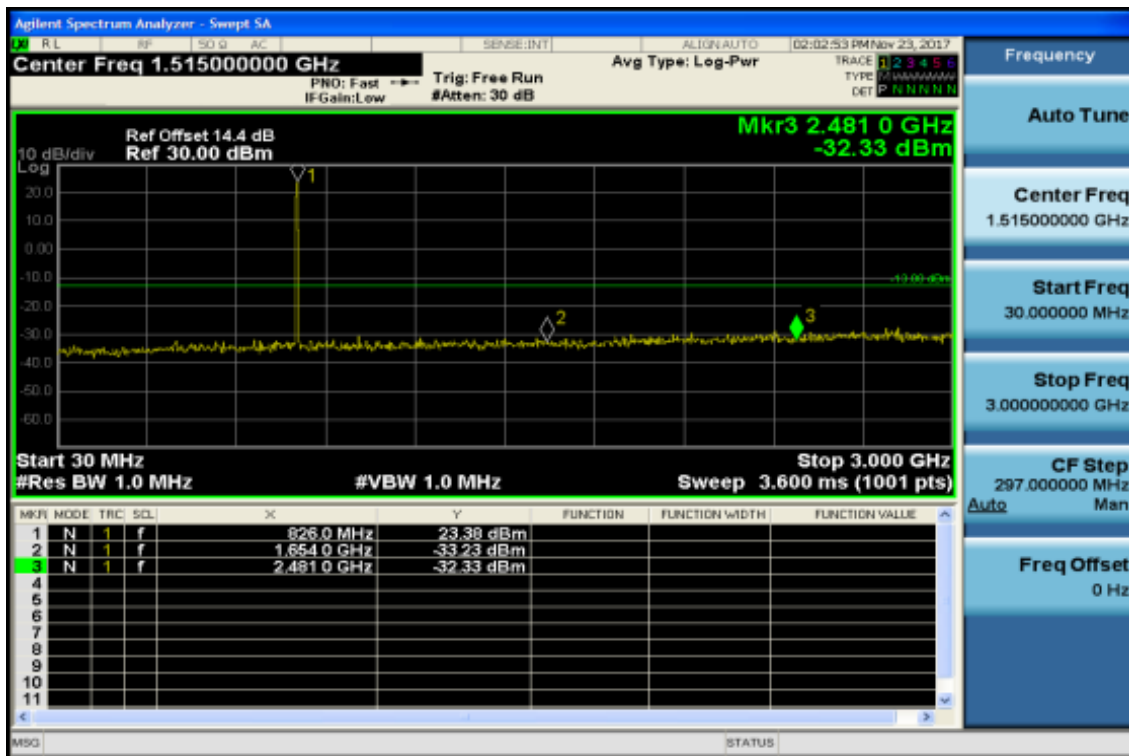 Agilent Spectrum Analyzer - Swept SA
RL RF 50 Ω AC SENSE:INT ALIGN AUTO 02:02:53 PM Nov 23, 2017
Center Freq 1.515000000 GHz
PNO: Fast
IFGain:Low
Trig: Free Run
#Atten: 30 dB
Avg Type: Log-Pwr
TRACE 1 2 3 4 5 6
TYPE M
DET P N N N N N
Ref Offset 14.4 dB
10 dB/div Ref 30.00 dBm
Log
Mkr3 2.481 0 GHz
-32.33 dBm
20.0
10.0
0.00
-10.0
-20.0
-30.0
-40.0
-50.0
-60.0
1
2
3
-13.00 dBm
Start 30 MHz Stop 3.000 GHz
#Res BW 1.0 MHz #VBW 1.0 MHz Sweep 3.600 ms (1001 pts)
MKR MODE TRC SCL X Y FUNCTION FUNCTION WIDTH FUNCTION VALUE
1 N 1 f 826.0 MHz 23.38 dBm
2 N 1 f 1.654 0 GHz -33.23 dBm
3 N 1 f 2.481 0 GHz -32.33 dBm
4
5
6
7
8
9
10
11
MSG STATUS
Frequency
Auto Tune
Center Freq
1.515000000 GHz
Start Freq
30.000000 MHz
Stop Freq
3.000000000 GHz
CF Step
297.000000 MHz
Auto Man
Freq Offset
0 Hz